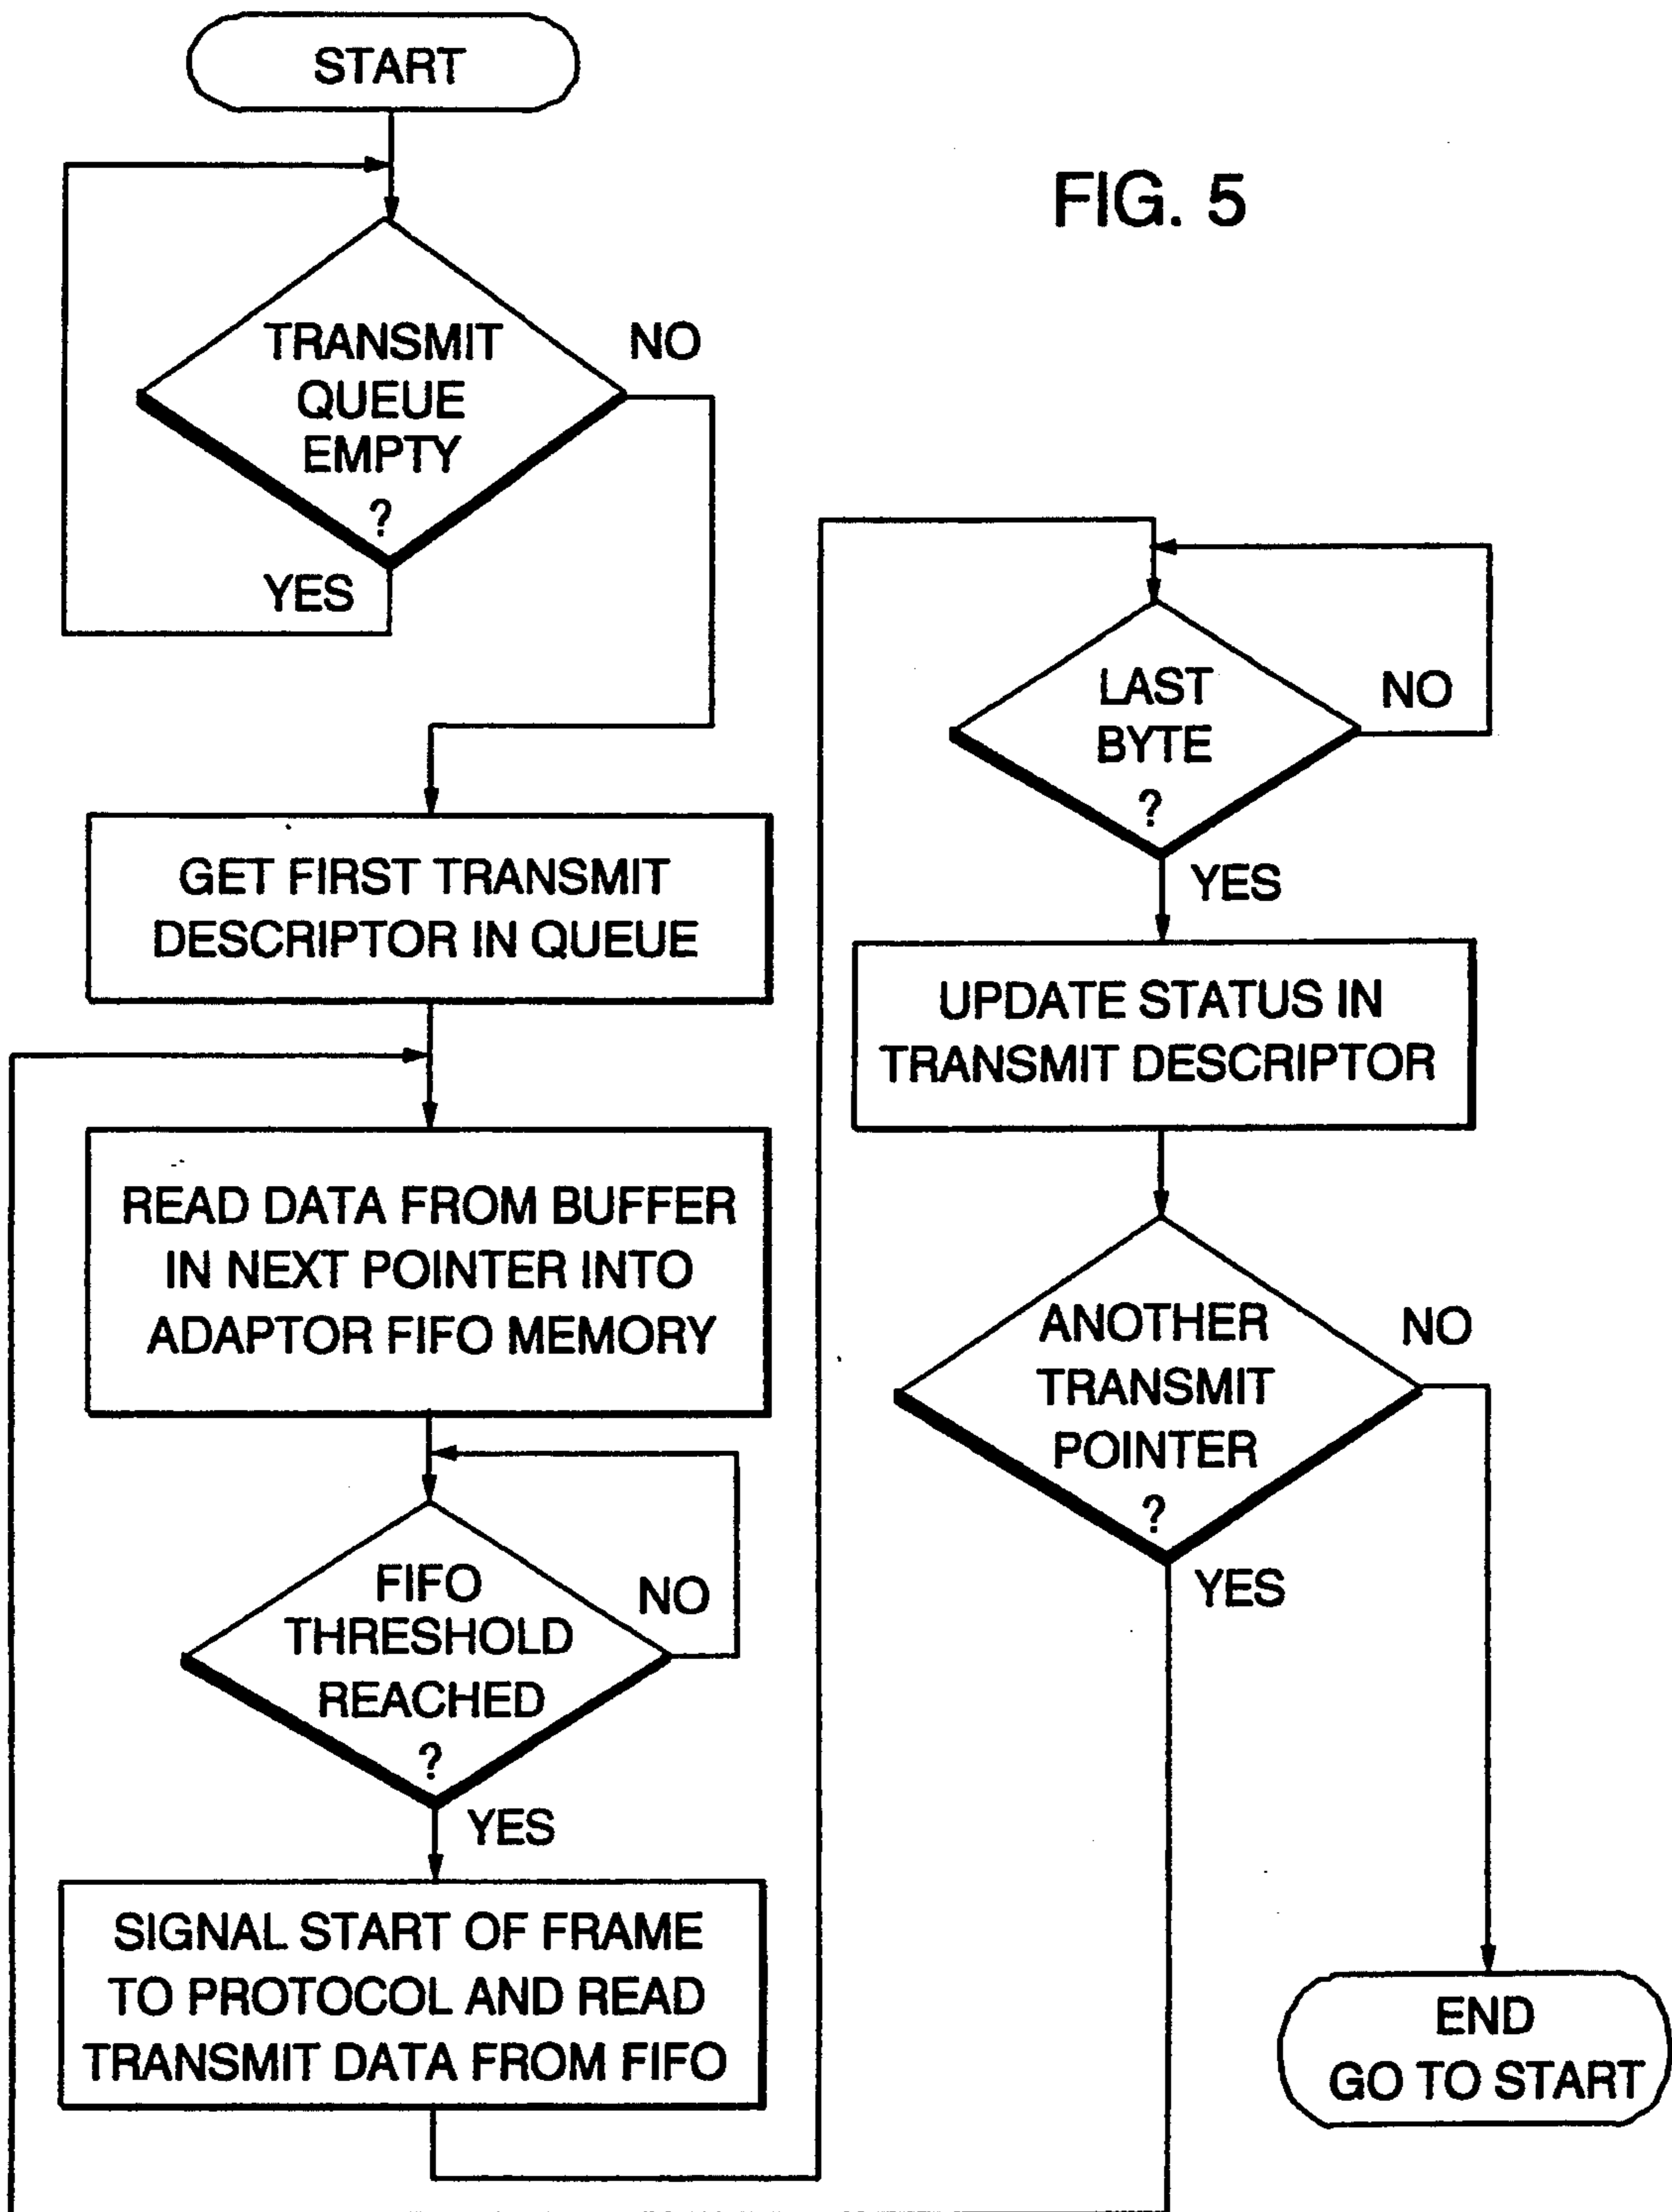 START
FIG. 5
TRANSMIT
QUEUE
EMPTY
?
NO
YES
GET FIRST TRANSMIT
DESCRIPTOR IN QUEUE
READ DATA FROM BUFFER
IN NEXT POINTER INTO
ADAPTOR FIFO MEMORY
FIFO
THRESHOLD
REACHED
?
NO
YES
SIGNAL START OF FRAME
TO PROTOCOL AND READ
TRANSMIT DATA FROM FIFO
LAST
BYTE
?
NO
YES
UPDATE STATUS IN
TRANSMIT DESCRIPTOR
ANOTHER
TRANSMIT
POINTER
?
NO
YES
END
GO TO START